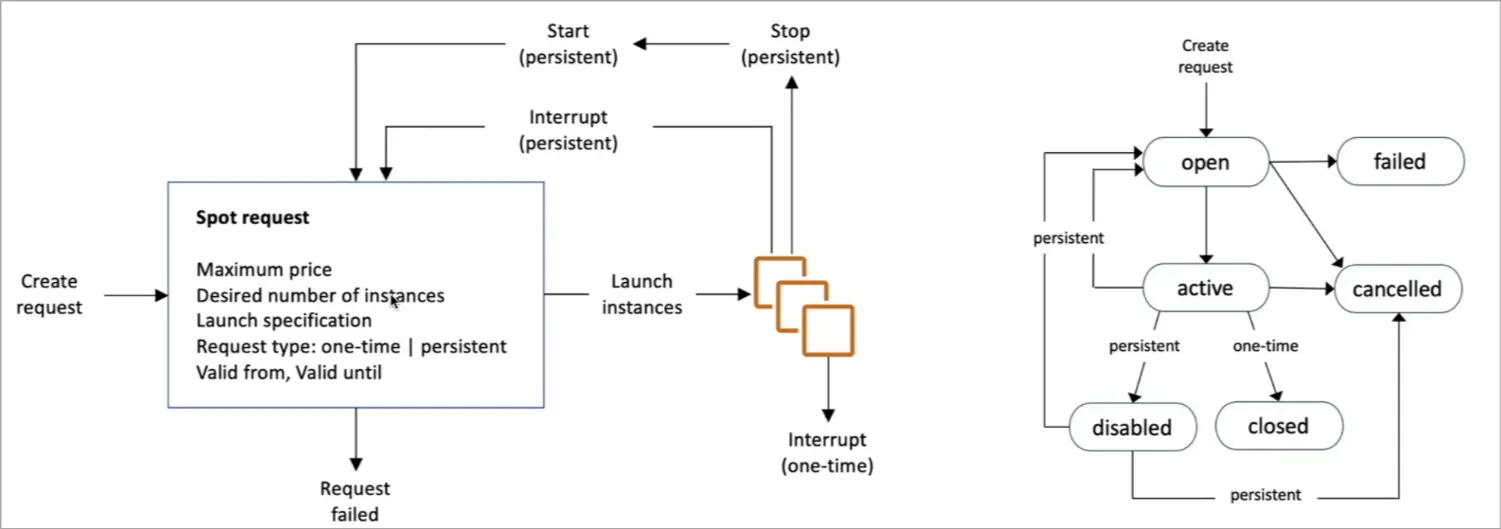 Start
(persistent)
Stop
(persistent)
Interrupt
(persistent)
Spot request
Maximum price
Desired number of instances
Launch specification
Request type: one-time | persistent
Valid from, Valid until
Create
request
Launch
instances
Interrupt
(one-time)
Request
failed
Create
request
open
failed
persistent
active
cancelled
persistent
one-time
disabled
closed
persistent